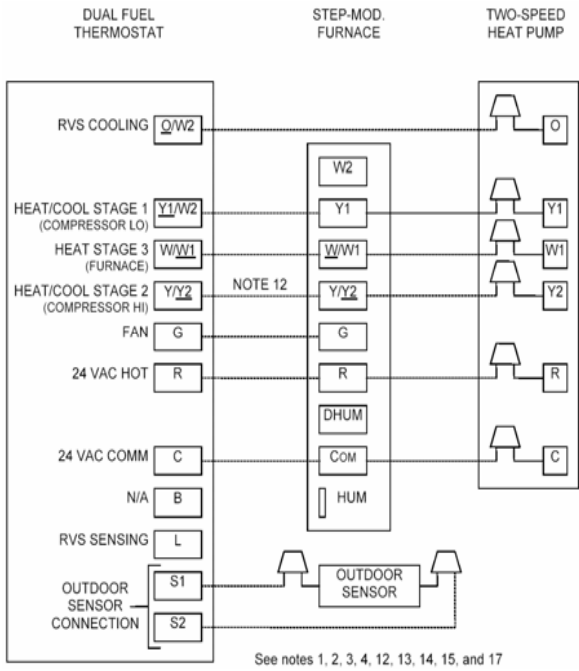 DUAL FUEL
THERMOSTAT
STEP-MOD.
FURNACE
TWO-SPEED
HEAT PUMP
RVS COOLING O/W2 O
W2
HEAT/COOL STAGE 1 Y1/W2 Y1 Y1
(COMPRESSOR LO)
HEAT STAGE 3 W/W1 W/W1 W1
(FURNACE)
HEAT/COOL STAGE 2 Y/Y2 NOTE 12 Y/Y2 Y2
(COMPRESSOR HI)
FAN G G
24 VAC HOT R R R
DHUM
24 VAC COMM C COM C
N/A B HUM
RVS SENSING L
OUTDOOR
SENSOR
CONNECTION
S1
S2
OUTDOOR
SENSOR
See notes 1, 2, 3, 4, 12, 13, 14, 15, and 17